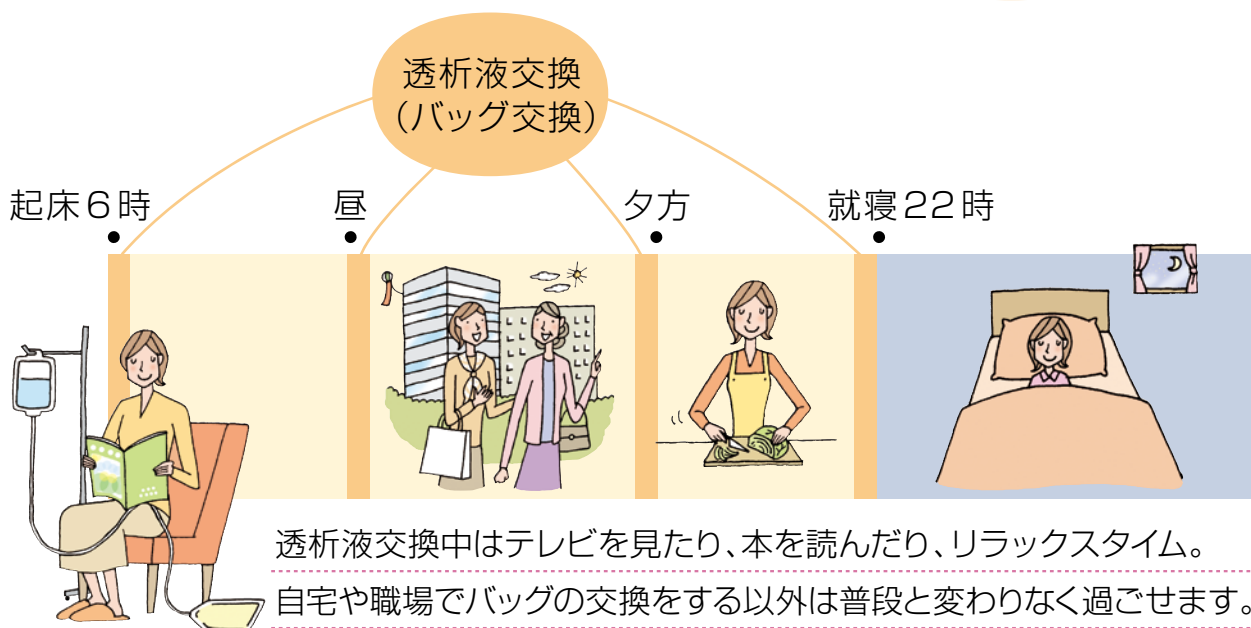 透析液交換
(バッグ交換)
起床6時
昼
夕方
就寝22時
透析液交換中はテレビを見たり、本を読んだり、リラックスタイム。
自宅や職場でバッグの交換をする以外は普段と変わりなく過ごせます。